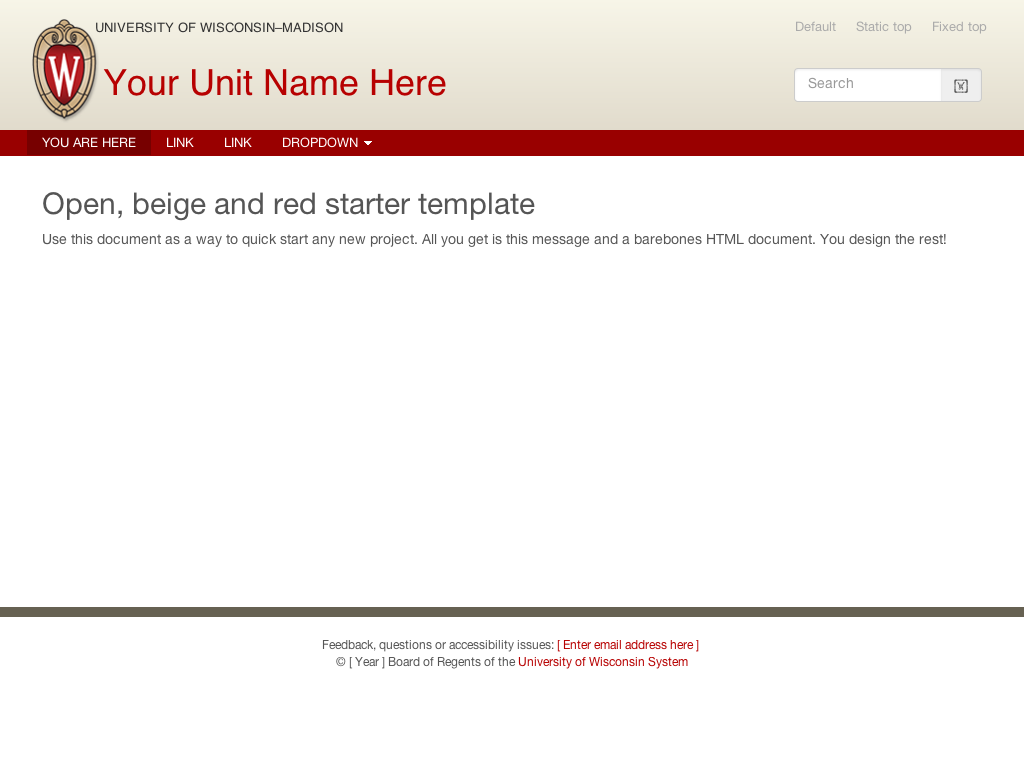 UNIVERSITY OF WISCONSIN–MADISON
Default Static top Fixed top
W
Your Unit Name Here
Search
YOU ARE HERE LINK LINK DROPDOWN
Open, beige and red starter template
Use this document as a way to quick start any new project. All you get is this message and a barebones HTML document. You design the rest!
Feedback, questions or accessibility issues: [ Enter email address here ]
© [ Year ] Board of Regents of the University of Wisconsin System